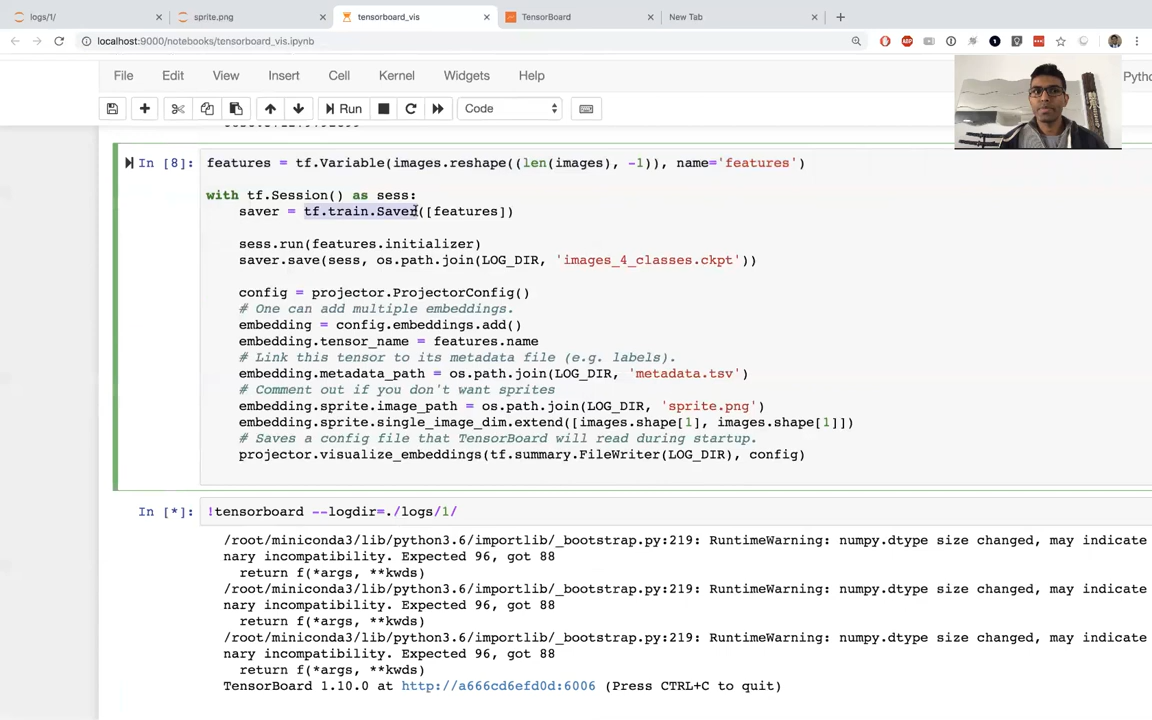 logs/1/
sprite.png
tensorboard_vis
TensorBoard
New Tab
localhost:9000/notebooks/tensorboard_vis.ipynb
File Edit View Insert Cell Kernel Widgets Help
Run
Code
In [8]:
features = tf.Variable(images.reshape((len(images), -1)), name='features')
with tf.Session() as sess:
saver = tf.train.Saver([features])
sess.run(features.initializer)
saver.save(sess, os.path.join(LOG_DIR, 'images_4_classes.ckpt'))
config = projector.ProjectorConfig()
# One can add multiple embeddings.
embedding = config.embeddings.add()
embedding.tensor_name = features.name
# Link this tensor to its metadata file (e.g. labels).
embedding.metadata_path = os.path.join(LOG_DIR, 'metadata.tsv')
# Comment out if you don't want sprites
embedding.sprite.image_path = os.path.join(LOG_DIR, 'sprite.png')
embedding.sprite.single_image_dim.extend([images.shape[1], images.shape[1]])
# Saves a config file that TensorBoard will read during startup.
projector.visualize_embeddings(tf.summary.FileWriter(LOG_DIR), config)
In [*]:
!tensorboard --logdir=./logs/1/
/root/miniconda3/lib/python3.6/importlib/_bootstrap.py:219: RuntimeWarning: numpy.dtype size changed, may indicate
nary incompatibility. Expected 96, got 88
return f(*args, **kwds)
/root/miniconda3/lib/python3.6/importlib/_bootstrap.py:219: RuntimeWarning: numpy.dtype size changed, may indicate
nary incompatibility. Expected 96, got 88
return f(*args, **kwds)
/root/miniconda3/lib/python3.6/importlib/_bootstrap.py:219: RuntimeWarning: numpy.dtype size changed, may indicate
nary incompatibility. Expected 96, got 88
return f(*args, **kwds)
TensorBoard 1.10.0 at http://a666cd6efd0d:6006 (Press CTRL+C to quit)